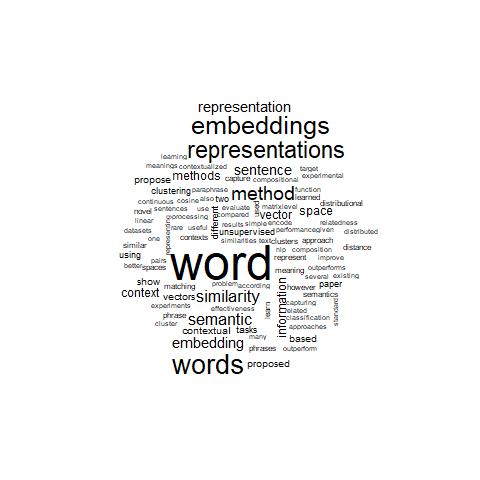 representation
embeddings
learning representations
meanings contextualized sentence target
propose methods capture compositional experimental
clustering paraphrase method function
continuous cosine also two learned distributional
novel sentences use evaluate used matrixlevel space
linear processing different compared vector relatedness
datasets rare useful results simple encode
representing unsupervised performancegiven distributed
one contexts similarities text clusters approach
similar nlp distance
using pairs word represent improve
spaces meaning outperforms
better problem according several existing
show matching information however paper
context vectors similarity capturing semantics
experiments effectiveness learn related standard
phrase semantic classification
cluster contextual tasks approaches
embedding many based
phrases outperform
words proposed